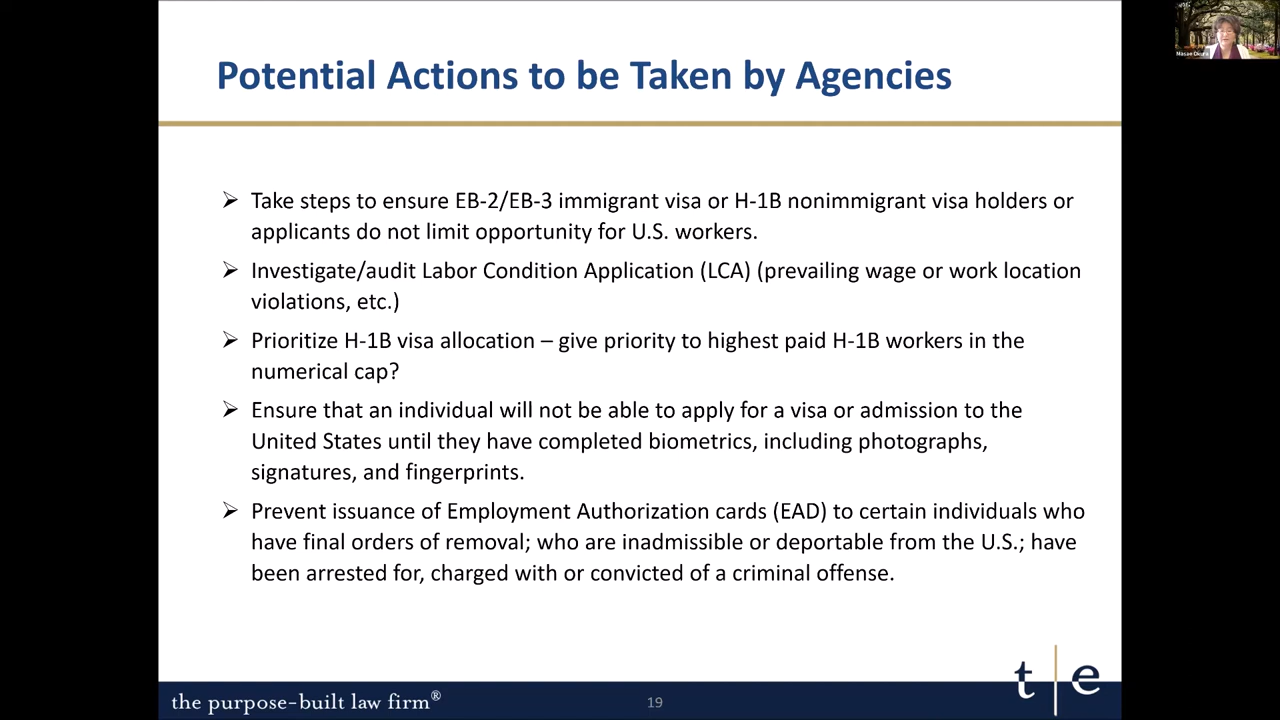 Potential Actions to be Taken by Agencies
➢ Take steps to ensure EB-2/EB-3 immigrant visa or H-1B nonimmigrant visa holders or
applicants do not limit opportunity for U.S. workers.
➢ Investigate/audit Labor Condition Application (LCA) (prevailing wage or work location
violations, etc.)
➢ Prioritize H-1B visa allocation – give priority to highest paid H-1B workers in the
numerical cap?
➢ Ensure that an individual will not be able to apply for a visa or admission to the
United States until they have completed biometrics, including photographs,
signatures, and fingerprints.
➢ Prevent issuance of Employment Authorization cards (EAD) to certain individuals who
have final orders of removal; who are inadmissible or deportable from the U.S.; have
been arrested for, charged with or convicted of a criminal offense.
t|e
the purpose-built law firm®
19